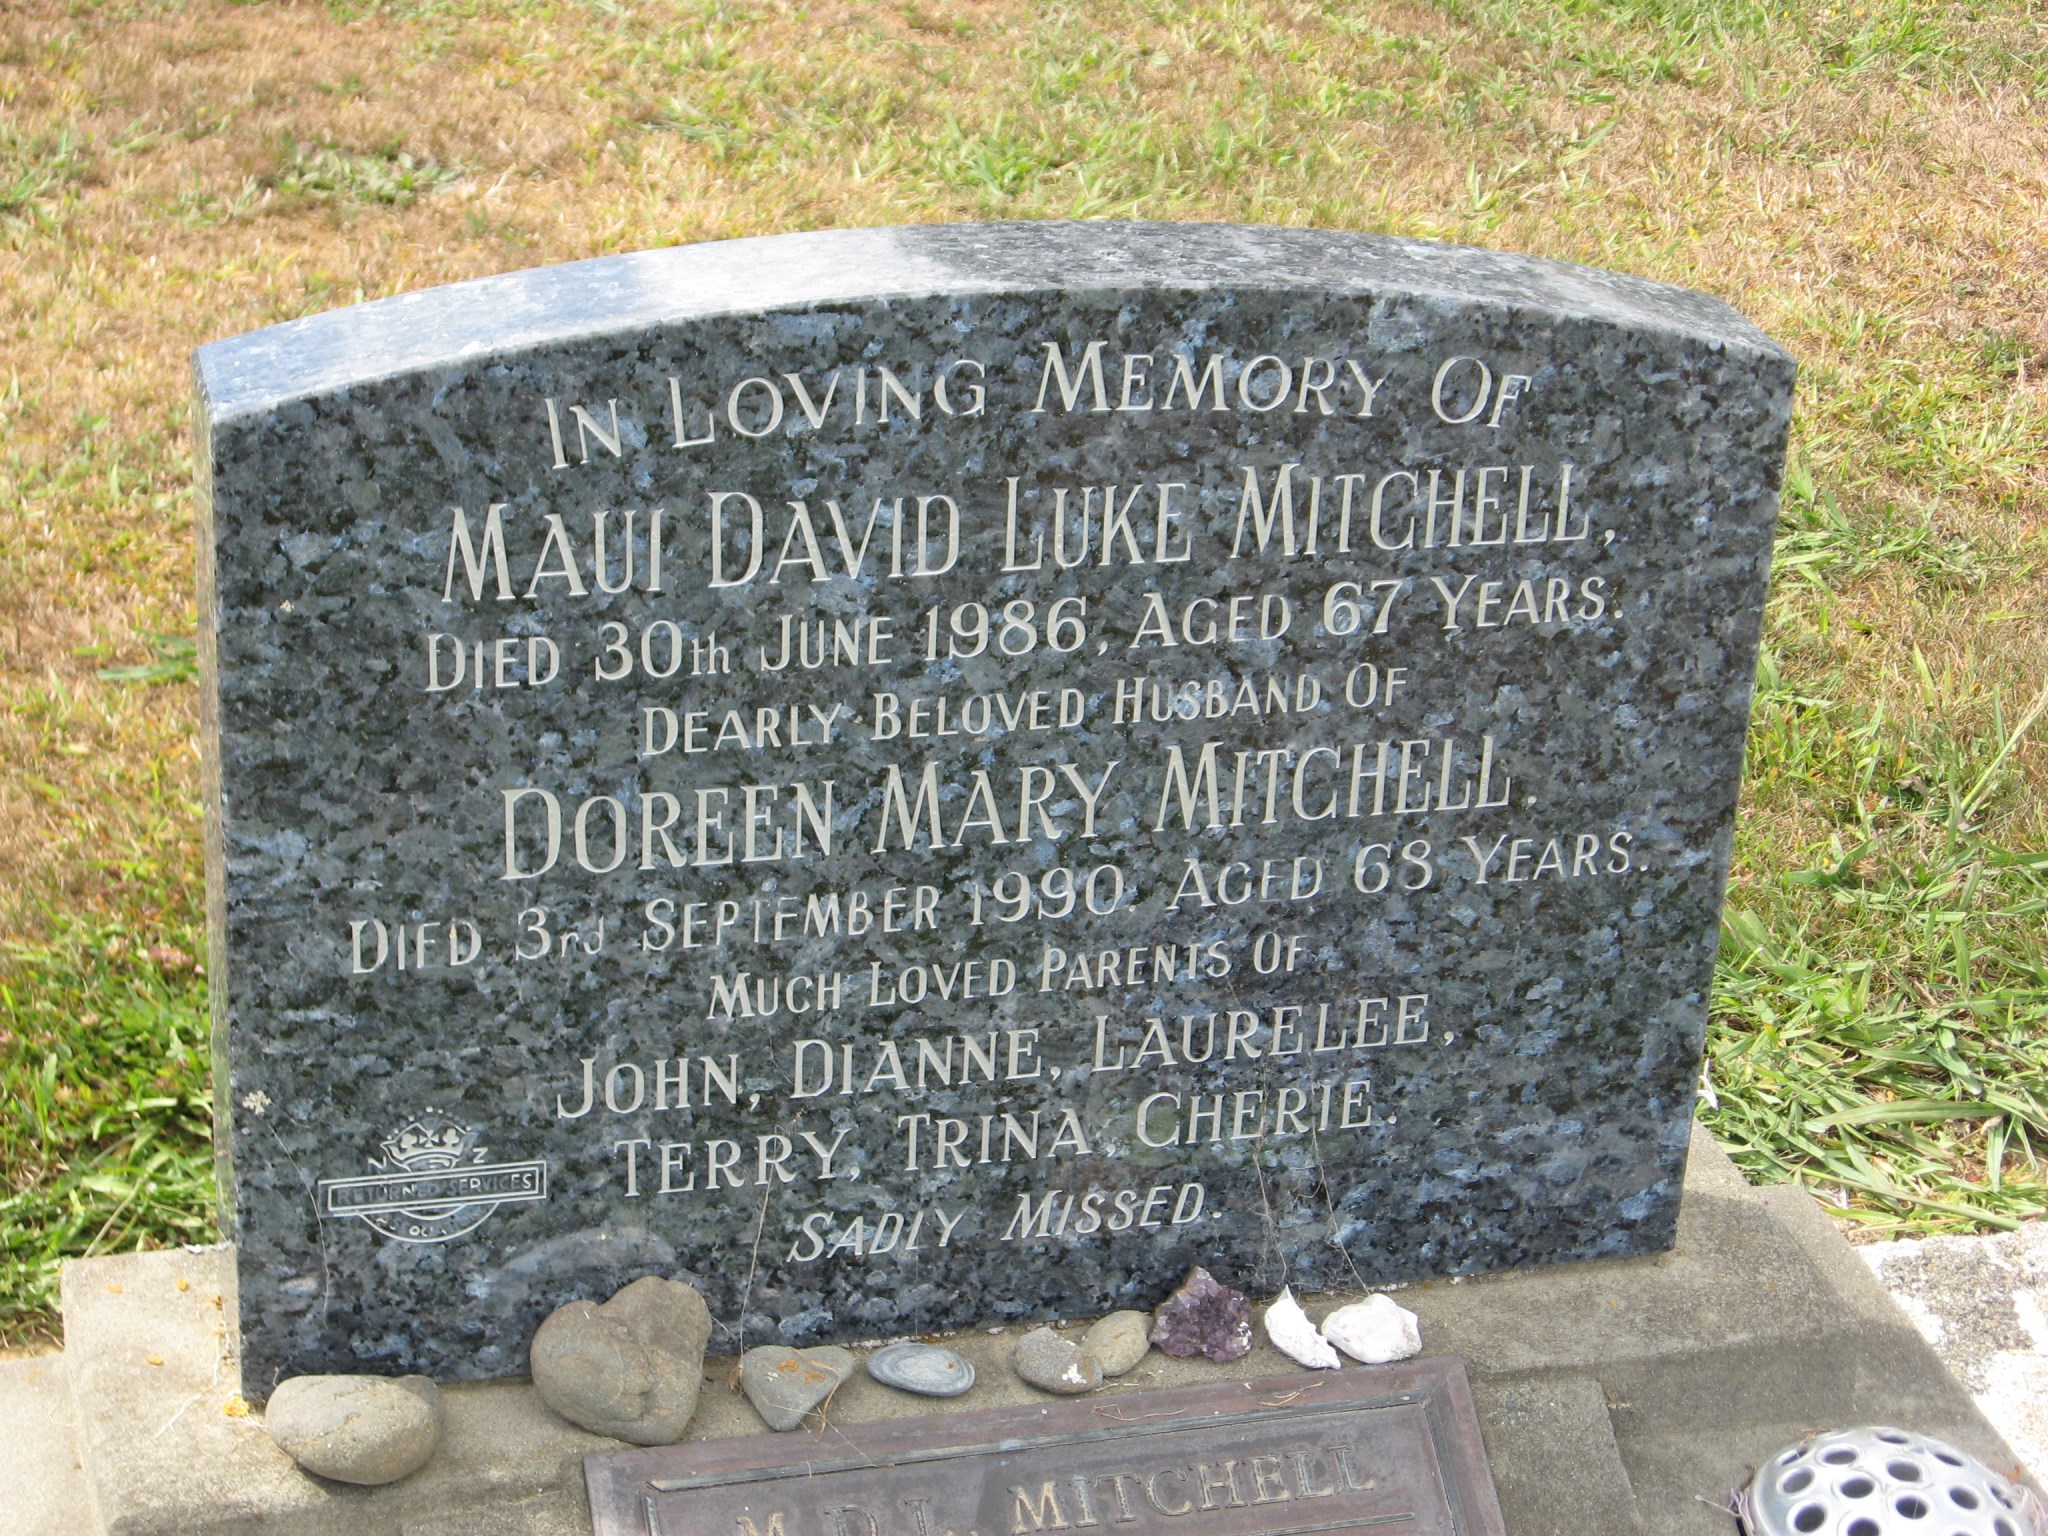 IN LOVING MEMORY OF
MAUI DAVID LUKE MITCHELL,
DIED 30th JUNE 1986, AGED 67 YEARS.
DEARLY BELOVED HUSBAND OF
DOREEN MARY MITCHELL.
DIED 3rd SEPTEMBER 1990. AGED 68 YEARS.
MUCH LOVED PARENTS OF
JOHN, DIANNE, LAURELEE,
TERRY, TRINA, CHERIE.
SADLY MISSED.
N Z
RETURNED SERVICES
M. D. L. MITCHELL